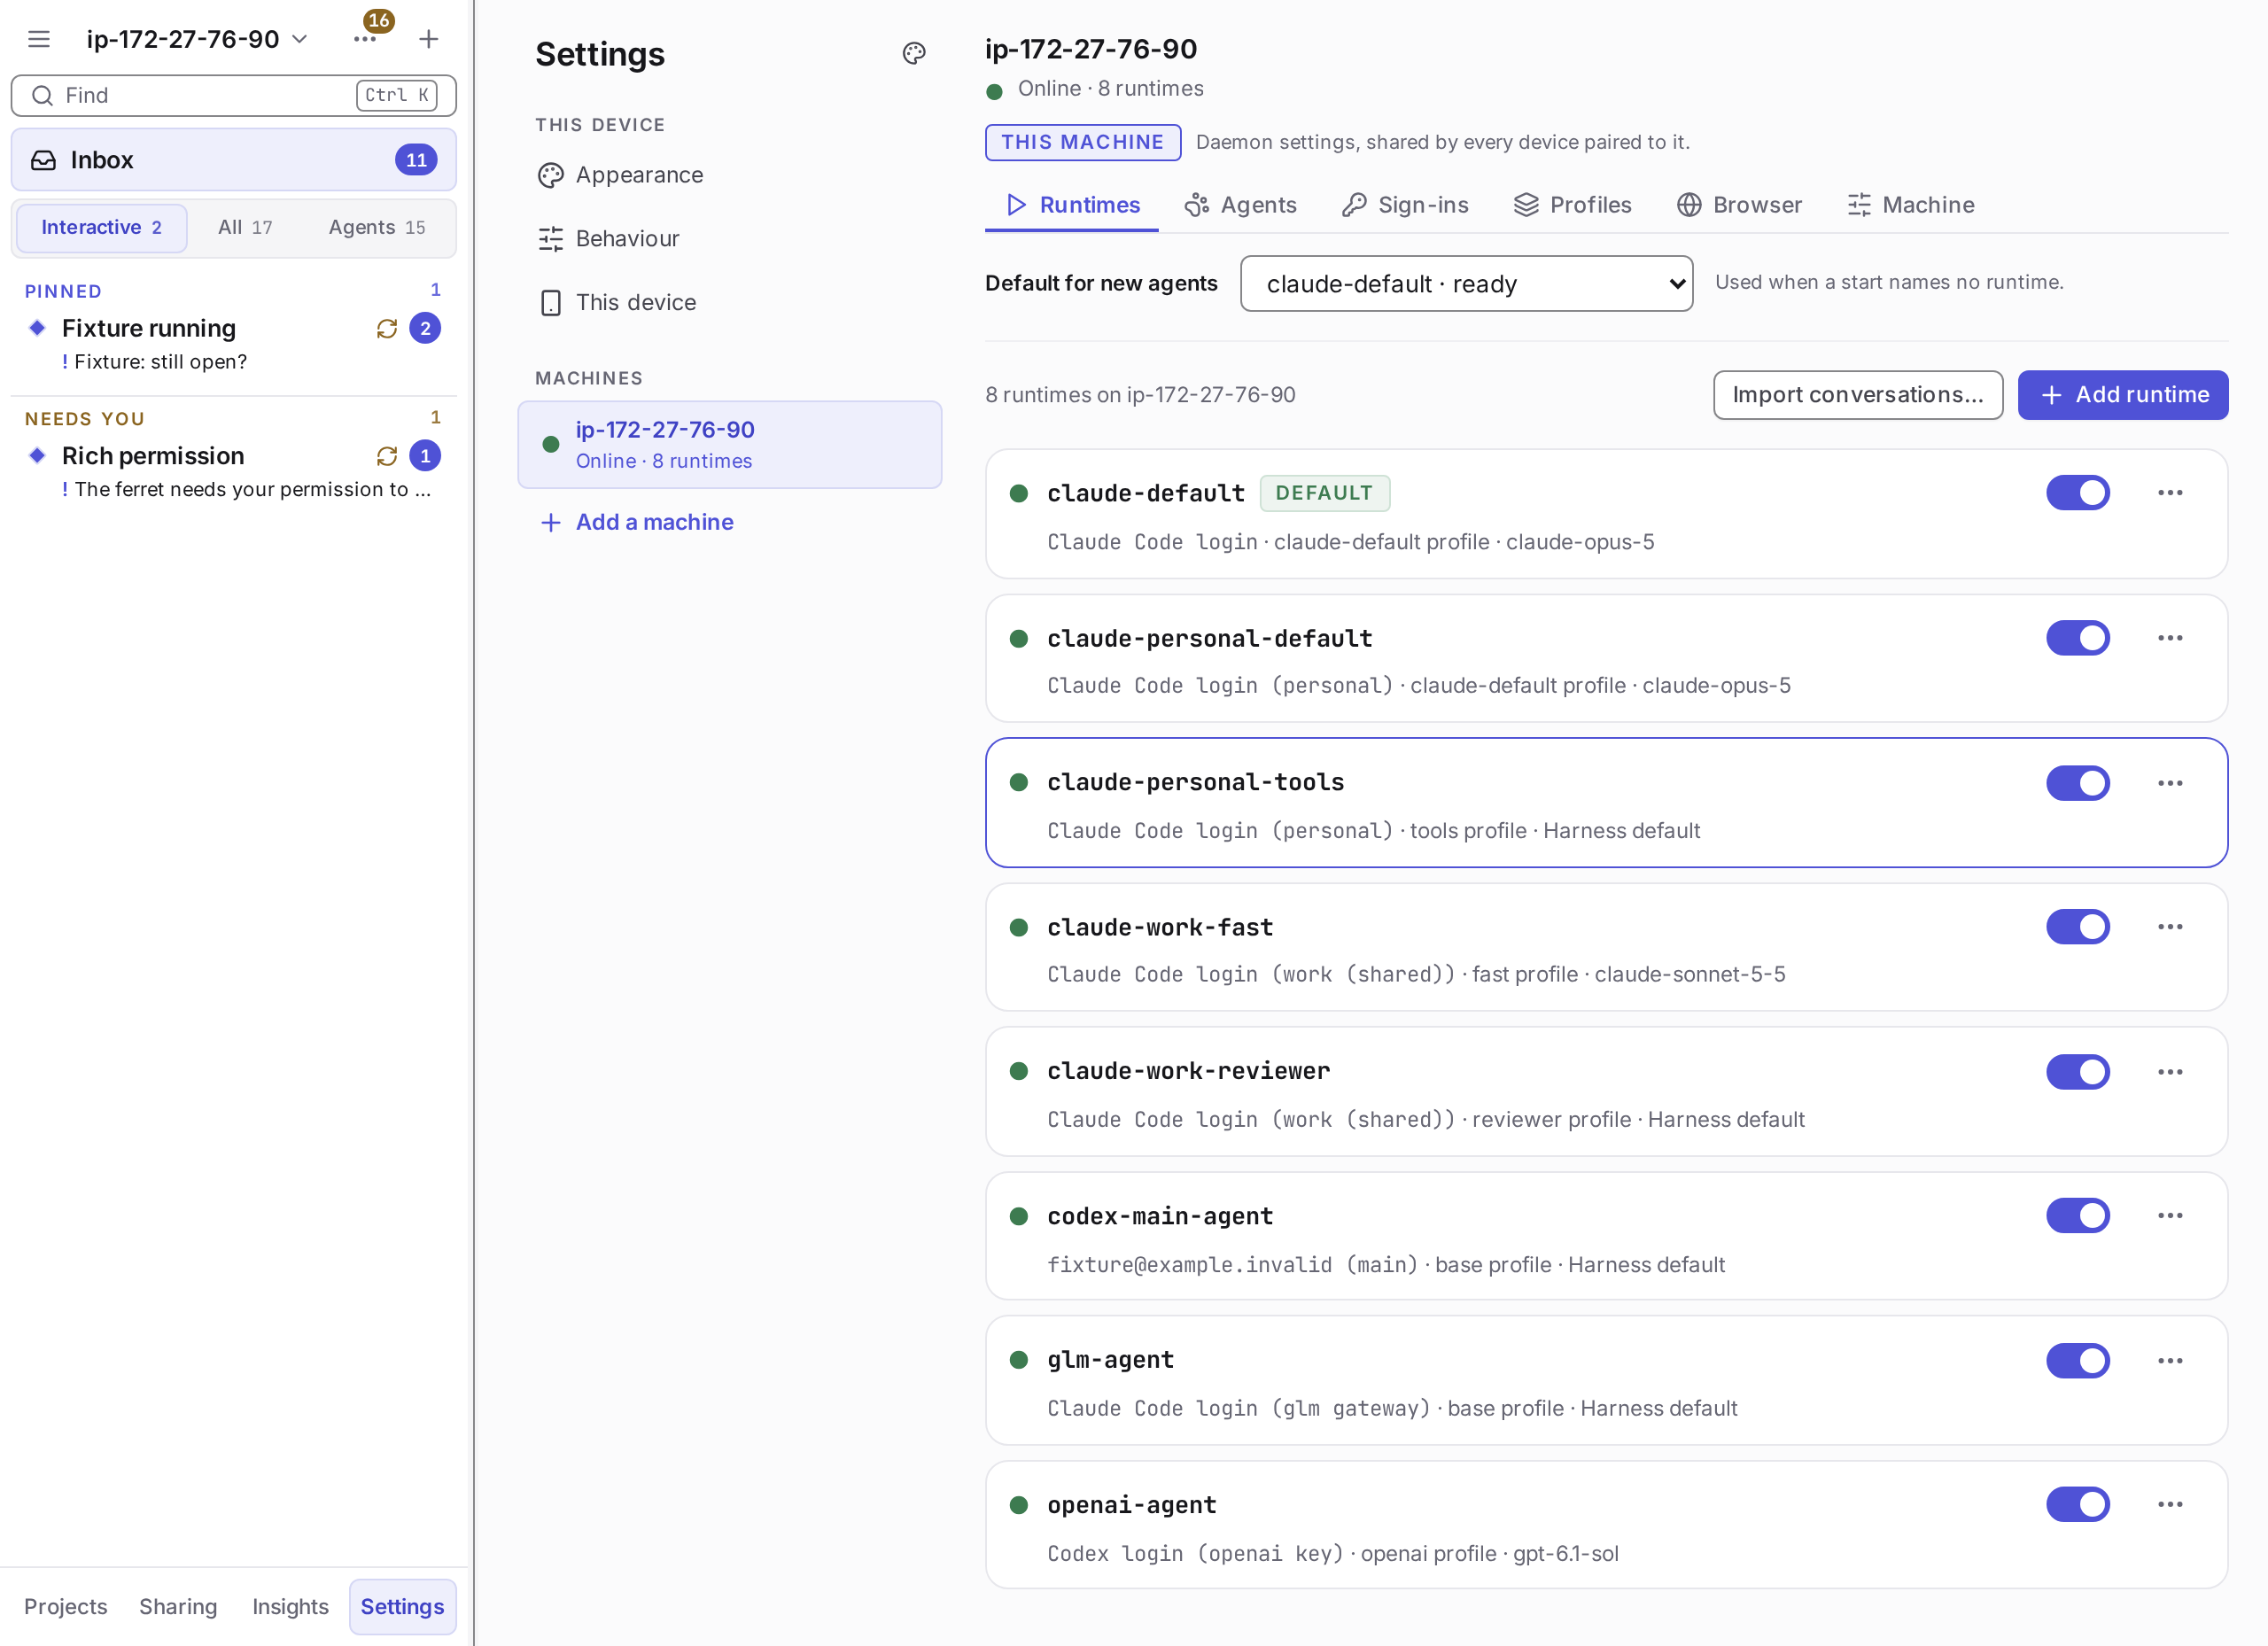 ip-172-27-76-90
16
Find
Ctrl K
Inbox
11
Interactive 2
All 17
Agents 15
PINNED
1
Fixture running
2
! Fixture: still open?
NEEDS YOU
1
Rich permission
1
! The ferret needs your permission to ...
Projects
Sharing
Insights
Settings
Settings
THIS DEVICE
Appearance
Behaviour
This device
MACHINES
ip-172-27-76-90
Online · 8 runtimes
Add a machine
ip-172-27-76-90
Online · 8 runtimes
THIS MACHINE
Daemon settings, shared by every device paired to it.
Runtimes
Agents
Sign-ins
Profiles
Browser
Machine
Default for new agents
claude-default · ready
Used when a start names no runtime.
8 runtimes on ip-172-27-76-90
Import conversations...
Add runtime
claude-default
DEFAULT
Claude Code login · claude-default profile · claude-opus-5
claude-personal-default
Claude Code login (personal) · claude-default profile · claude-opus-5
claude-personal-tools
Claude Code login (personal) · tools profile · Harness default
claude-work-fast
Claude Code login (work (shared)) · fast profile · claude-sonnet-5-5
claude-work-reviewer
Claude Code login (work (shared)) · reviewer profile · Harness default
codex-main-agent
fixture@example.invalid (main) · base profile · Harness default
glm-agent
Claude Code login (glm gateway) · base profile · Harness default
openai-agent
Codex login (openai key) · openai profile · gpt-6.1-sol